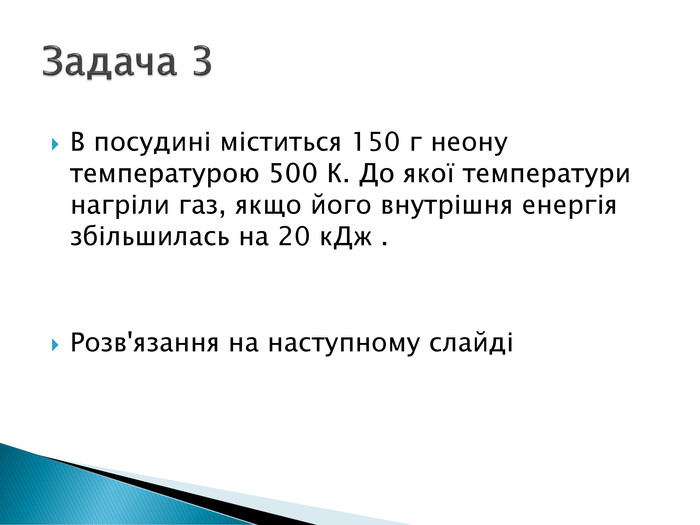 Задача 3
В посудині міститься 150 г неону
температурою 500 К. До якої температури
нагріли газ, якщо його внутрішня енергія
збільшилась на 20 кДж .
Розв'язання на наступному слайді